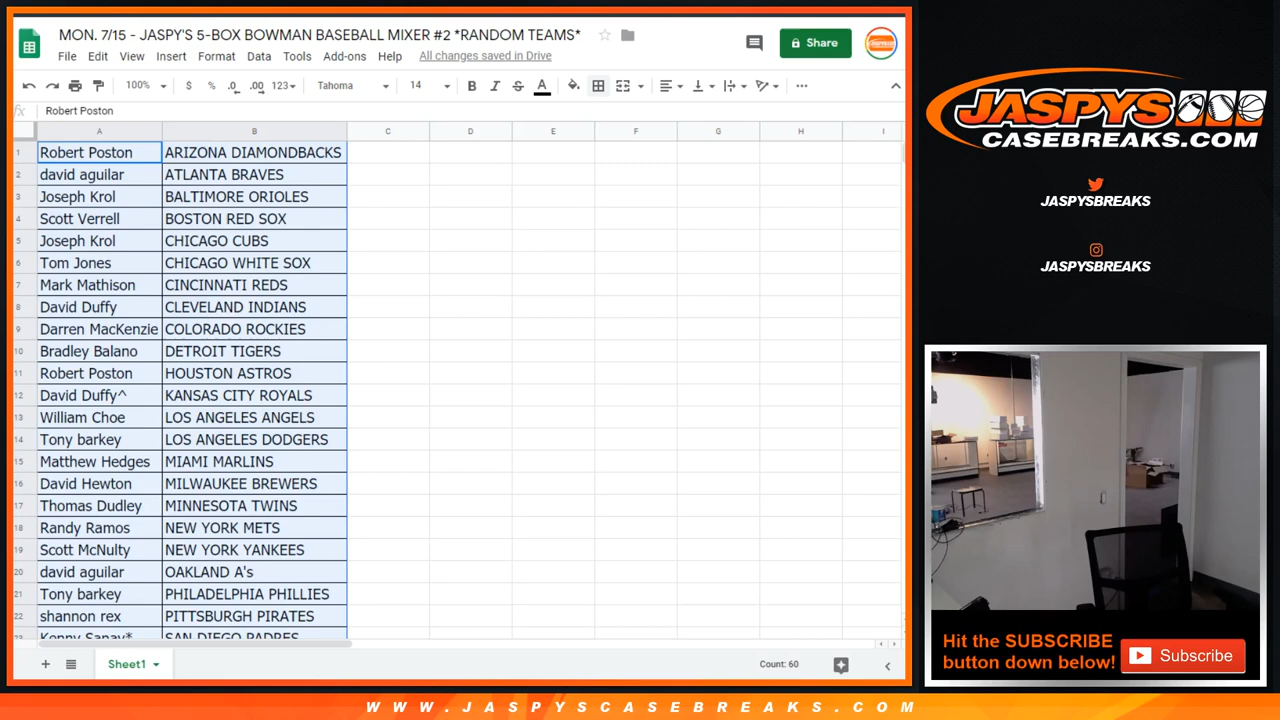 MON. 7/15 - JASPY'S 5-BOX BOWMAN BASEBALL MIXER #2 *RANDOM TEAMS*
File Edit View Insert Format Data Tools Add-ons Help All changes saved in Drive
Share
100% $ % .0 .00 123 Tahoma 14 B I S A
fx Robert Poston
A B C D E F G H I
1 Robert Poston ARIZONA DIAMONDBACKS
2 david aguilar ATLANTA BRAVES
3 Joseph Krol BALTIMORE ORIOLES
4 Scott Verrell BOSTON RED SOX
5 Joseph Krol CHICAGO CUBS
6 Tom Jones CHICAGO WHITE SOX
7 Mark Mathison CINCINNATI REDS
8 David Duffy CLEVELAND INDIANS
9 Darren MacKenzie COLORADO ROCKIES
10 Bradley Balano DETROIT TIGERS
11 Robert Poston HOUSTON ASTROS
12 David Duffy^ KANSAS CITY ROYALS
13 William Choe LOS ANGELES ANGELS
14 Tony barkey LOS ANGELES DODGERS
15 Matthew Hedges MIAMI MARLINS
16 David Hewton MILWAUKEE BREWERS
17 Thomas Dudley MINNESOTA TWINS
18 Randy Ramos NEW YORK METS
19 Scott McNulty NEW YORK YANKEES
20 david aguilar OAKLAND A's
21 Tony barkey PHILADELPHIA PHILLIES
22 shannon rex PITTSBURGH PIRATES
23 Kenny Sanay* SAN DIEGO PADRES
Sheet1
Count: 60
JASPYS
CASEBREAKS.COM
JASPYSBREAKS
JASPYSBREAKS
Hit the SUBSCRIBE
button down below!
Subscribe
WWW.JASPYSCASEBREAKS.COM